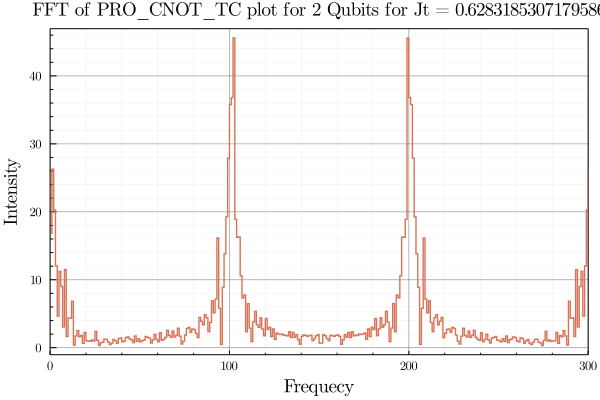 FFT of PRO_CNOT_TC plot for 2 Qubits for Jt = 0.6283185307179586
Intensity
40
30
20
10
0
0 100 200 300
Frequecy